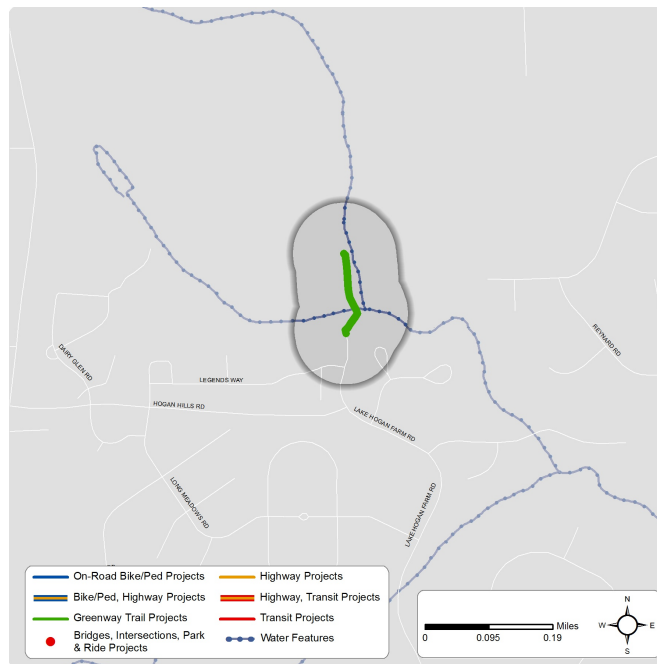 REYNARD RD
DAIRY GLEN RD
LEGENDS WAY
HOGAN HILLS RD
LAKE HOGAN FARM RD
LONG MEADOWS RD
LAKE HOGAN FARM RD
On-Road Bike/Ped Projects
Highway Projects
Bike/Ped, Highway Projects
Highway, Transit Projects
Greenway Trail Projects
Transit Projects
Bridges, Intersections, Park
& Ride Projects
Water Features
Miles
0 0.095 0.19
N
W E
S